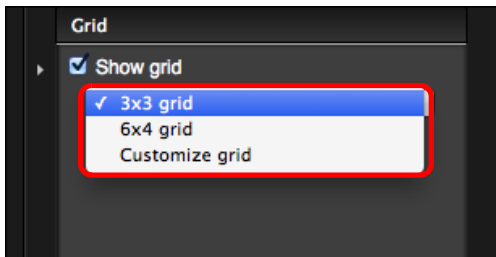 Grid
Show grid
✓ 3x3 grid
6x4 grid
Customize grid